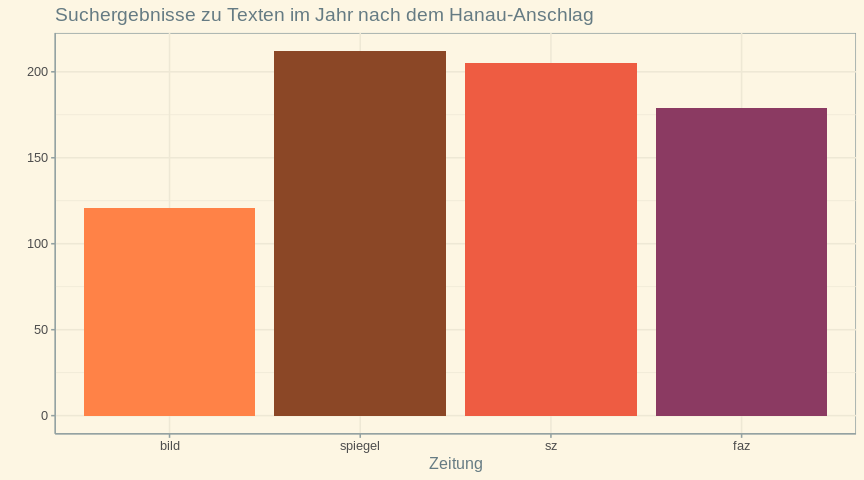 Suchergebnisse zu Texten im Jahr nach dem Hanau-Anschlag
200
150
100
50
0
bild spiegel sz faz
Zeitung